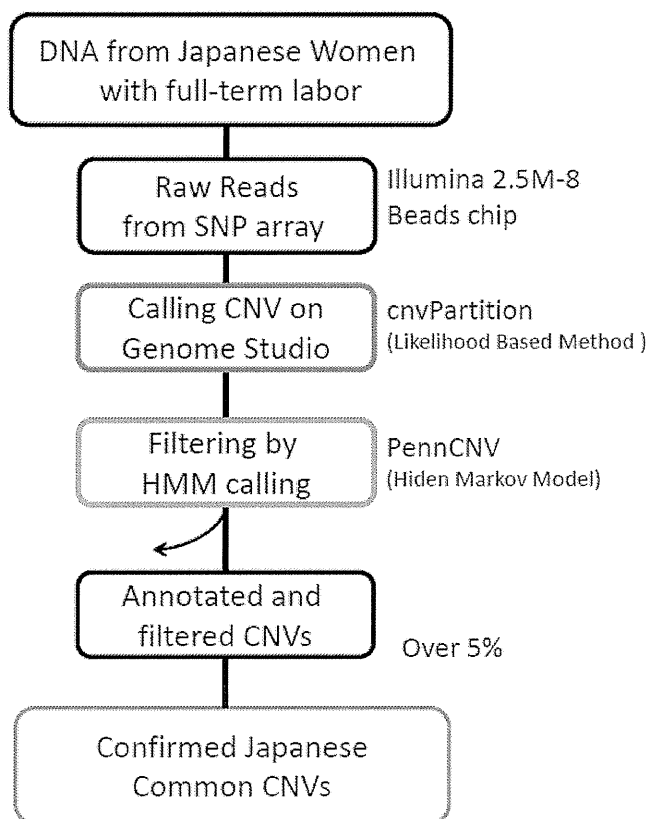 DNA from Japanese Women
with full-term labor
Raw Reads
from SNP array
Illumina 2.5M-8
Beads chip
Calling CNV on
Genome Studio
cnvPartition
(Likelihood Based Method )
Filtering by
HMM calling
PennCNV
(Hiden Markov Model)
Annotated and
filtered CNVs
Over 5%
Confirmed Japanese
Common CNVs